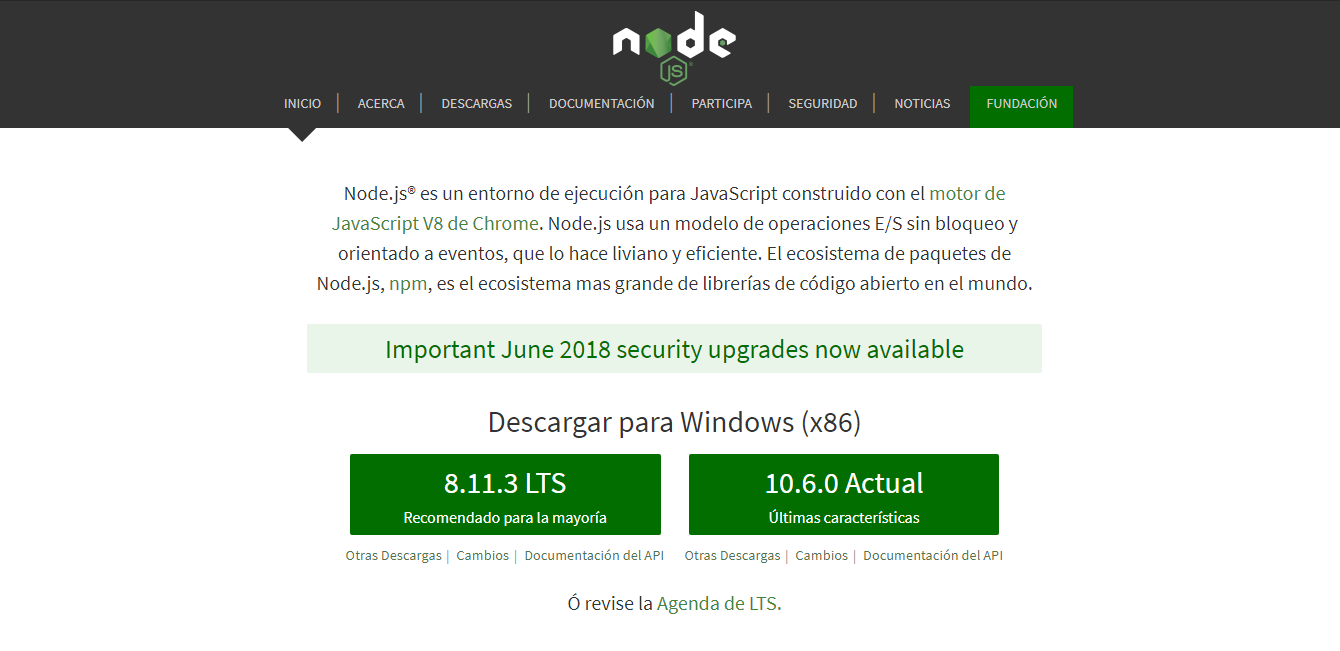 node
JS
INICIO | ACERCA | DESCARGAS | DOCUMENTACIÓN | PARTICIPA | SEGURIDAD | NOTICIAS FUNDACIÓN
Node.js® es un entorno de ejecución para JavaScript construido con el motor de
JavaScript V8 de Chrome. Node.js usa un modelo de operaciones E/S sin bloqueo y
orientado a eventos, que lo hace liviano y eficiente. El ecosistema de paquetes de
Node.js, npm, es el ecosistema mas grande de librerías de código abierto en el mundo.
Important June 2018 security upgrades now available
Descargar para Windows (x86)
8.11.3 LTS
Recomendado para la mayoría
Otras Descargas | Cambios | Documentación del API
10.6.0 Actual
Últimas características
Otras Descargas | Cambios | Documentación del API
Ó revise la Agenda de LTS.